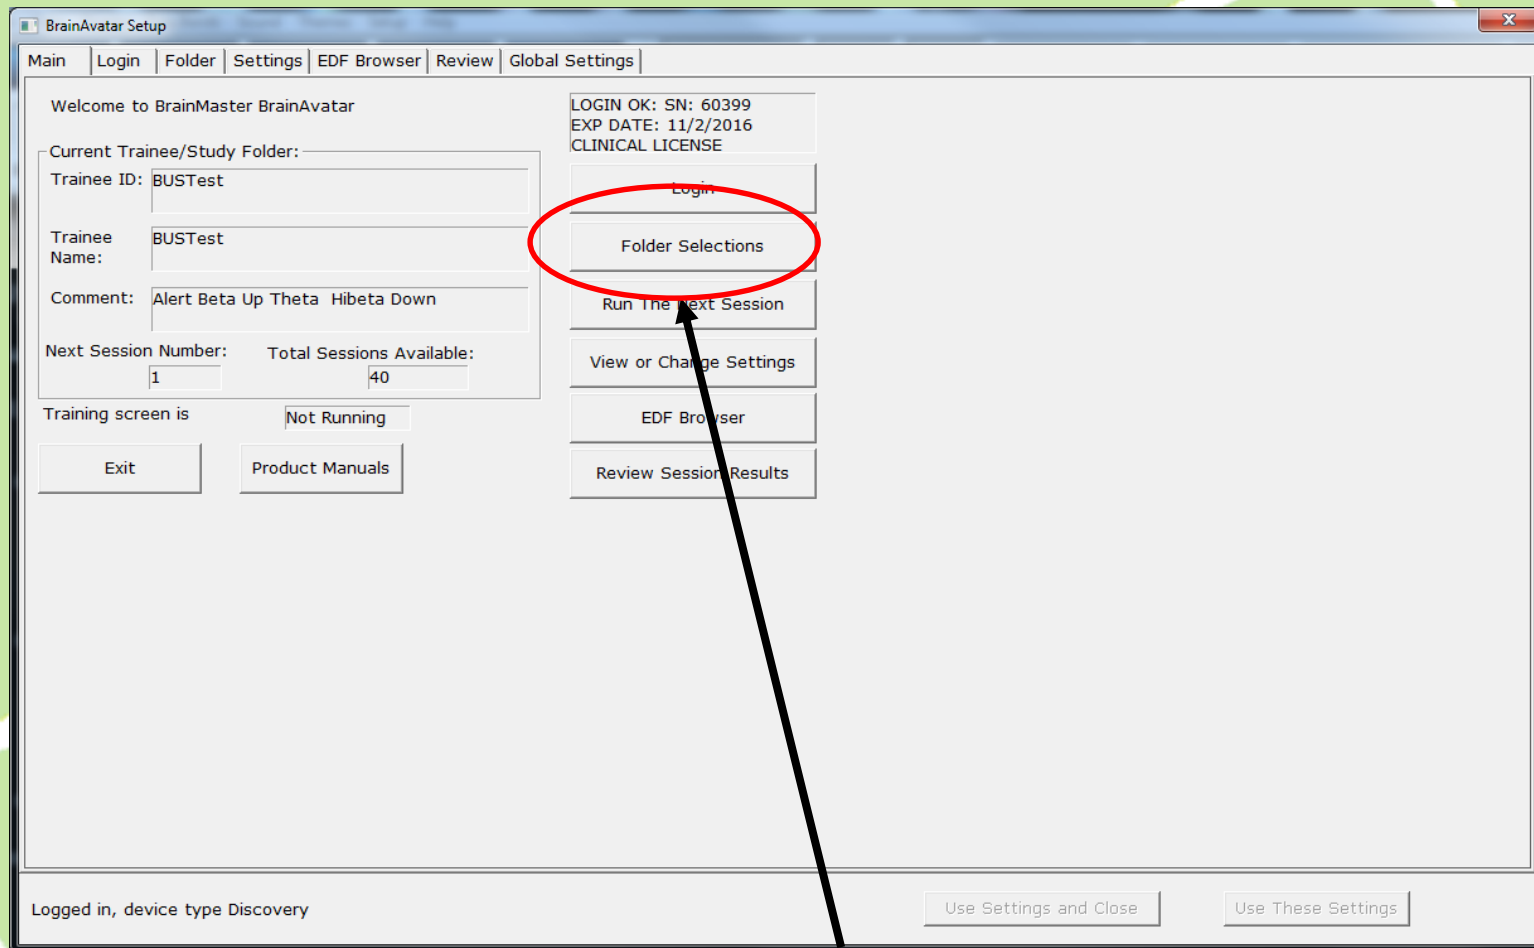 BrainAvatar Setup
Main Login Folder Settings EDF Browser Review Global Settings
Welcome to BrainMaster BrainAvatar
Current Trainee/Study Folder:
Trainee ID: BUSTest
Trainee Name: BUSTest
Comment: Alert Beta Up Theta  Hibeta Down
Next Session Number: 1
Total Sessions Available: 40
Training screen is Not Running
Exit
Product Manuals
LOGIN OK: SN: 60399
EXP DATE: 11/2/2016
CLINICAL LICENSE
Login
Folder Selections
Run The Next Session
View or Change Settings
EDF Browser
Review Session Results
Logged in, device type Discovery
Use Settings and Close
Use These Settings